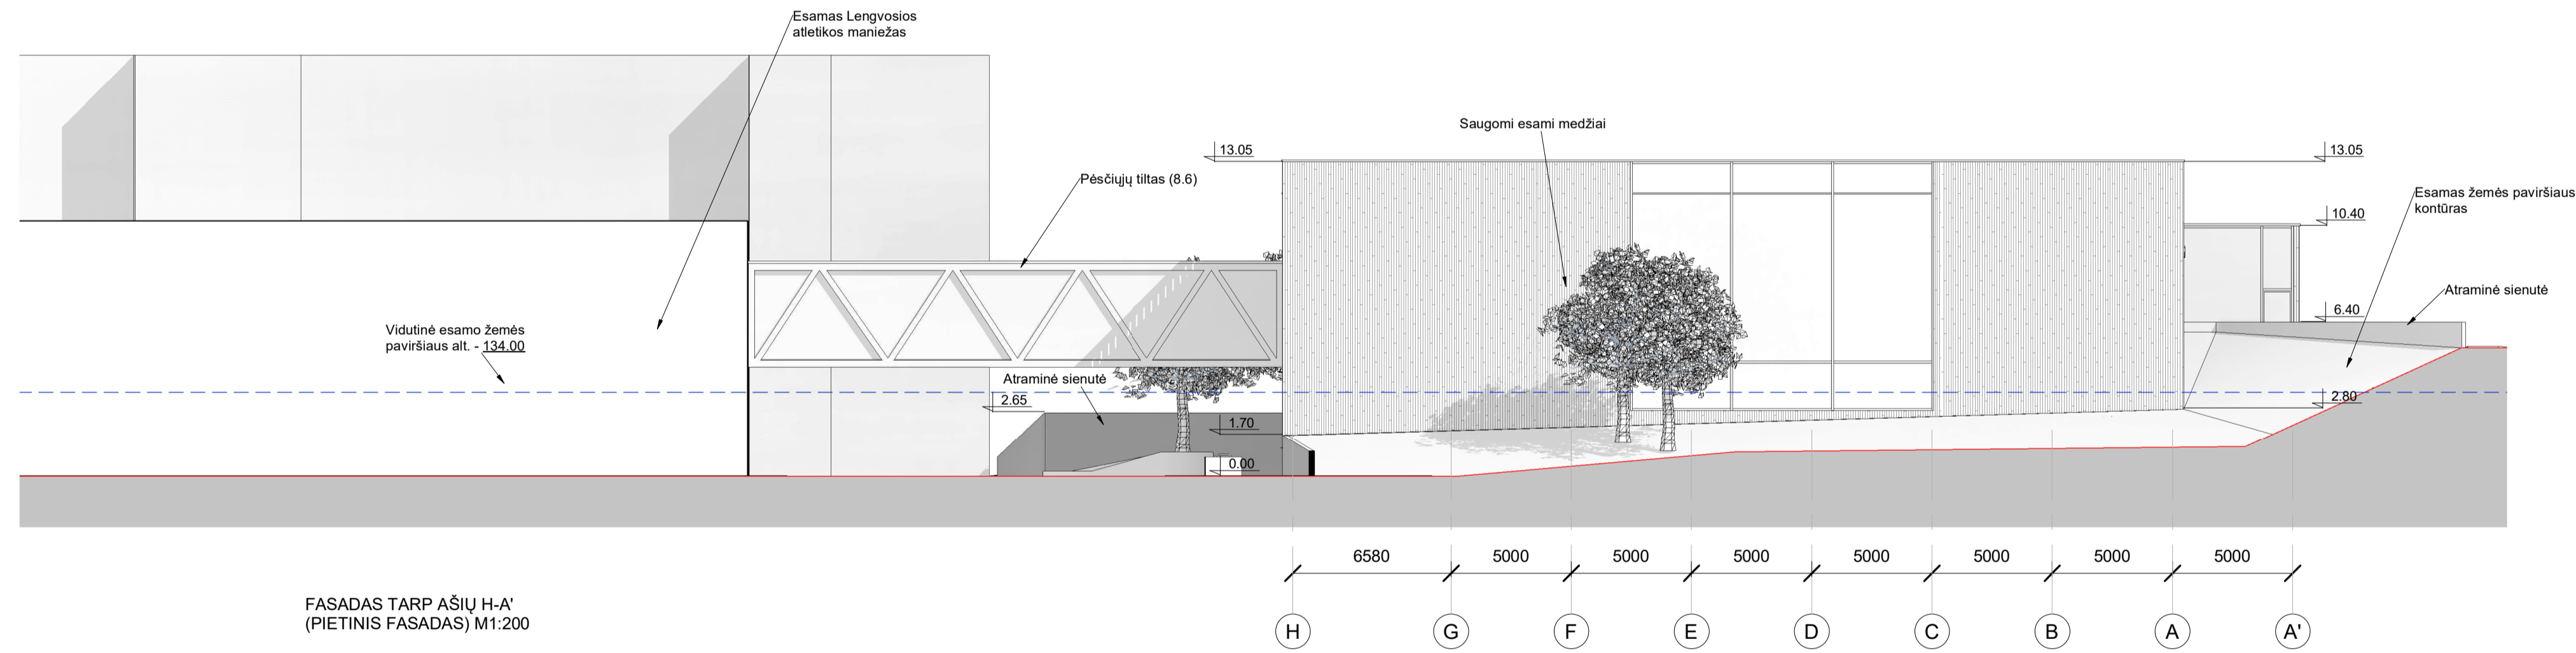 Esamas Lengvosios
atletikos maniežas
Saugomi esami medžiai
13.05
13.05
Pėsčiųjų tiltas (8.6)
Esamas žemės paviršiaus
kontūras
10.40
Atraminė sienutė
6.40
Vidutinė esamo žemės
paviršiaus alt. - 134.00
Atraminė sienutė
2.65
2.80
1.70
0.00
6580 5000 5000 5000 5000 5000 5000 5000
FASADAS TARP AŠIŲ H-A'
(PIETINIS FASADAS) M1:200
H G F E D C B A A'